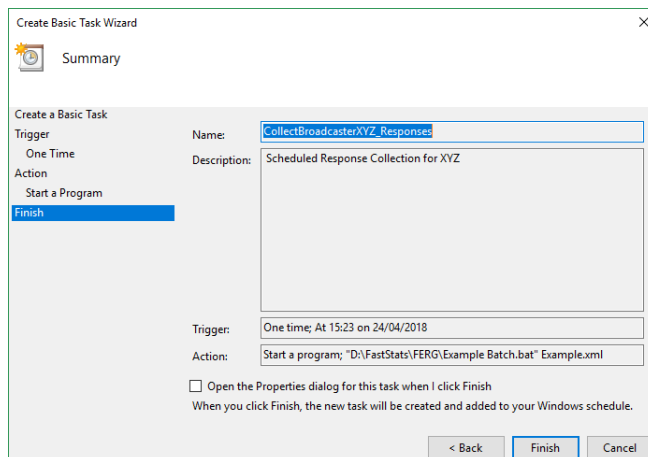 Create Basic Task Wizard
Summary
Create a Basic Task
Trigger
One Time
Action
Start a Program
Finish
Name: CollectBroadcasterXYZ_Responses
Description: Scheduled Response Collection for XYZ
Trigger: One time; At 15:23 on 24/04/2018
Action: Start a program; "D:\FastStats\FERG\Example Batch.bat" Example.xml
Open the Properties dialog for this task when I click Finish
When you click Finish, the new task will be created and added to your Windows schedule.
< Back Finish Cancel